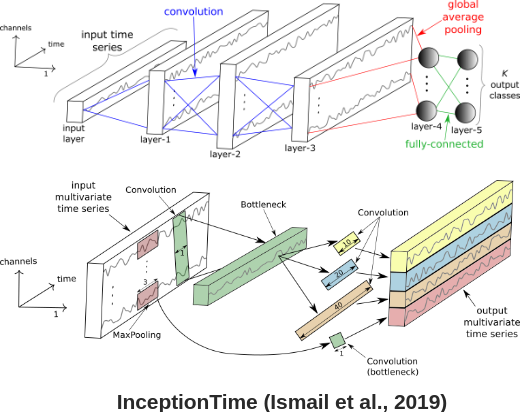 channels
time
1
input time
series
convolution
global
average
pooling
K
output
classes
input
layer
layer-1
layer-2
layer-3
layer-4
layer-5
fully-connected
input
multivariate
time series
Convolution
Bottleneck
Convolution
channels
time
1
1
3
MaxPooling
10
20
40
1
Convolution
(bottleneck)
output
multivariate
time series
InceptionTime (Ismail et al., 2019)